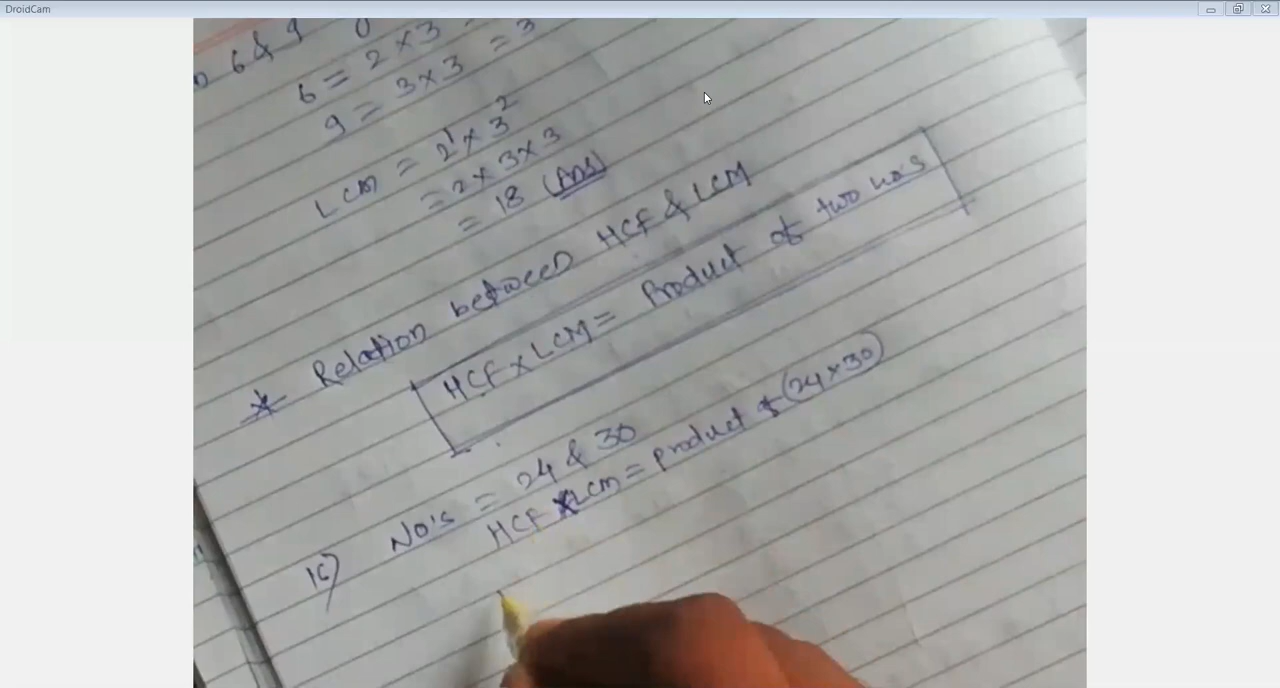 DroidCam
6 & 9
6 = 2 × 3
9 = 3 × 3 = 3
LCM = 2¹ × 3²
= 2 × 3 × 3
= 18 (Ans)
* Relation between HCF & LCM
HCF × LCM = Product of two no's
16) No's = 24 & 30
HCF × LCM = product of (24 × 30)